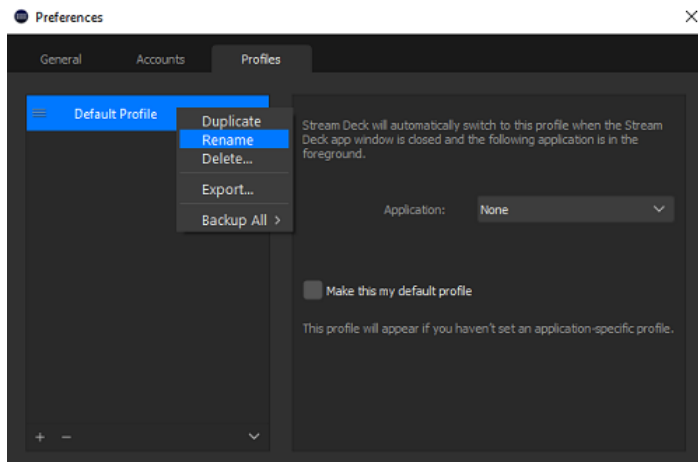 Preferences
General
Accounts
Profiles
Default Profile
Duplicate
Rename
Delete...
Export...
Backup All >
Stream Deck will automatically switch to this profile when the Stream
Deck app window is closed and the following application is in the
foreground.
Application:
None
Make this my default profile
This profile will appear if you haven't set an application-specific profile.